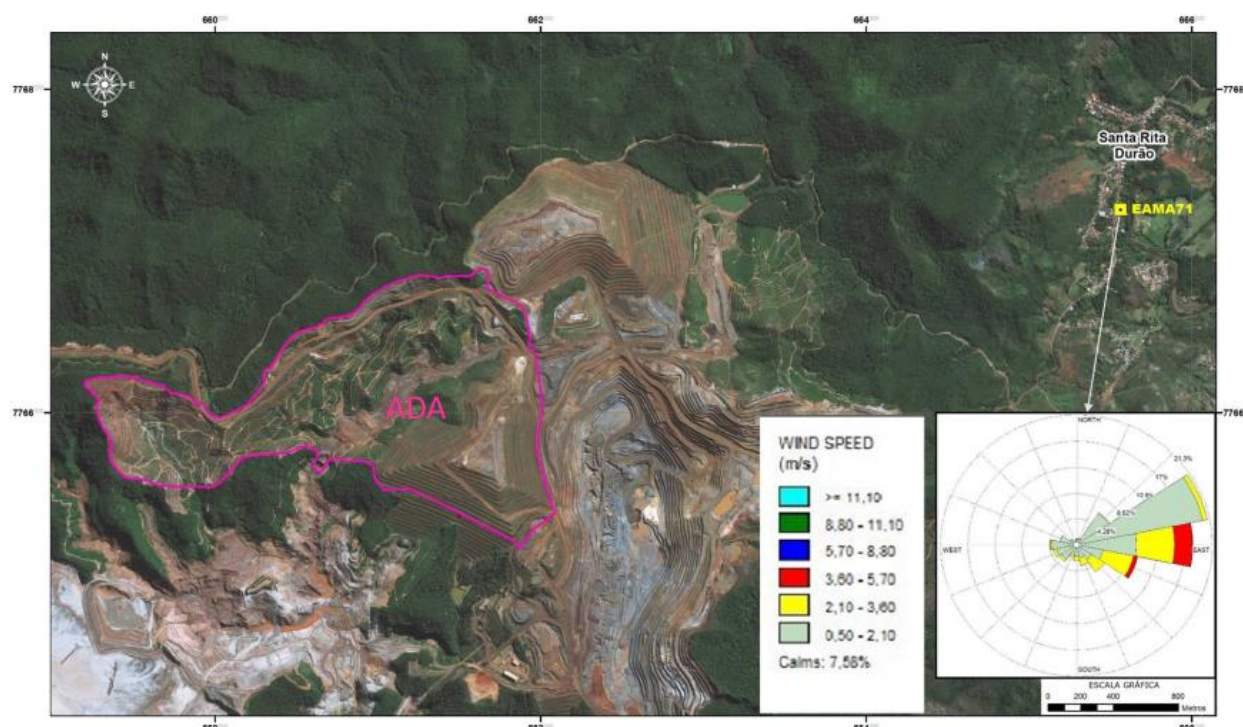 660
662
664
666
7768
N
W
E
S
7768
Santa Rita
Durão
EAMA71
7766
ADA
7766
WIND SPEED
(m/s)
>= 11,10
8,80 - 11,10
5,70 - 8,80
3,60 - 5,70
2,10 - 3,60
0,50 - 2,10
Calms: 7,58%
NORTH
21,3%
17%
8,52%
4,26%
WEST
EAST
SOUTH
ESCALA GRÁFICA
0 200 400 800
Metros
662